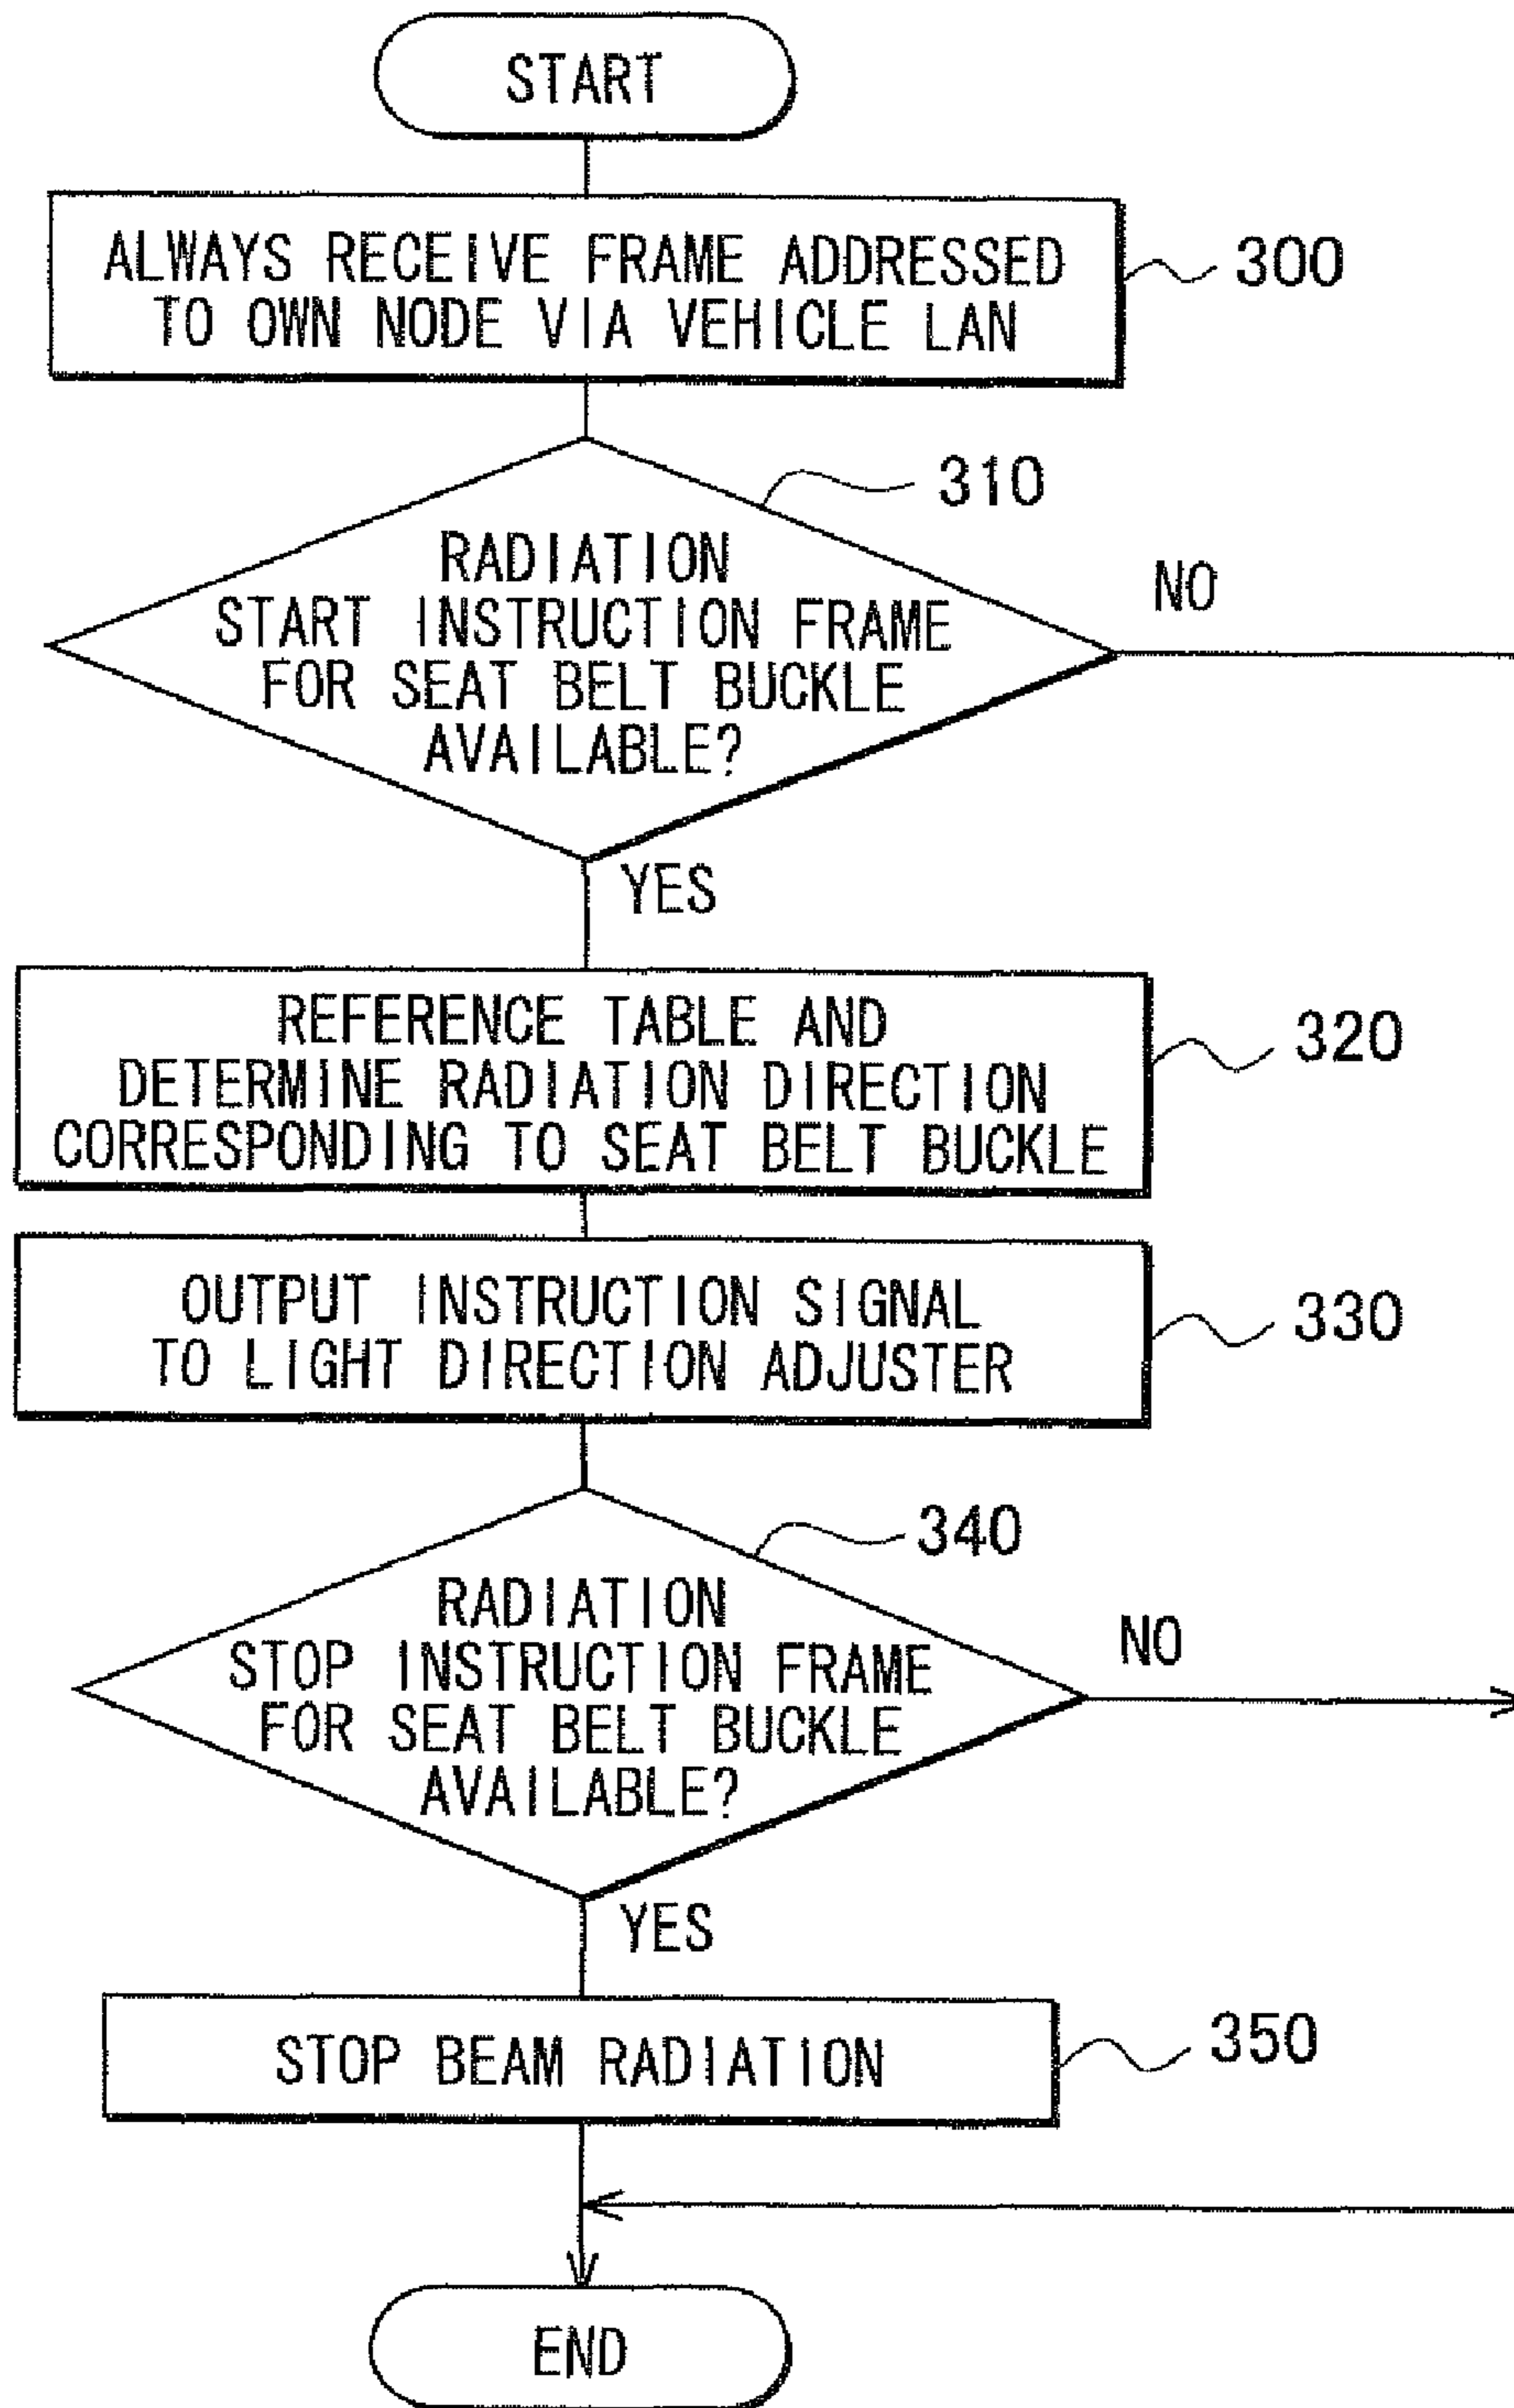 START
ALWAYS RECEIVE FRAME ADDRESSED
TO OWN NODE VIA VEHICLE LAN
300
310
RADIATION
START INSTRUCTION FRAME
FOR SEAT BELT BUCKLE
AVAILABLE?
NO
YES
REFERENCE TABLE AND
DETERMINE RADIATION DIRECTION
CORRESPONDING TO SEAT BELT BUCKLE
320
OUTPUT INSTRUCTION SIGNAL
TO LIGHT DIRECTION ADJUSTER
330
340
RADIATION
STOP INSTRUCTION FRAME
FOR SEAT BELT BUCKLE
AVAILABLE?
NO
YES
STOP BEAM RADIATION
350
END